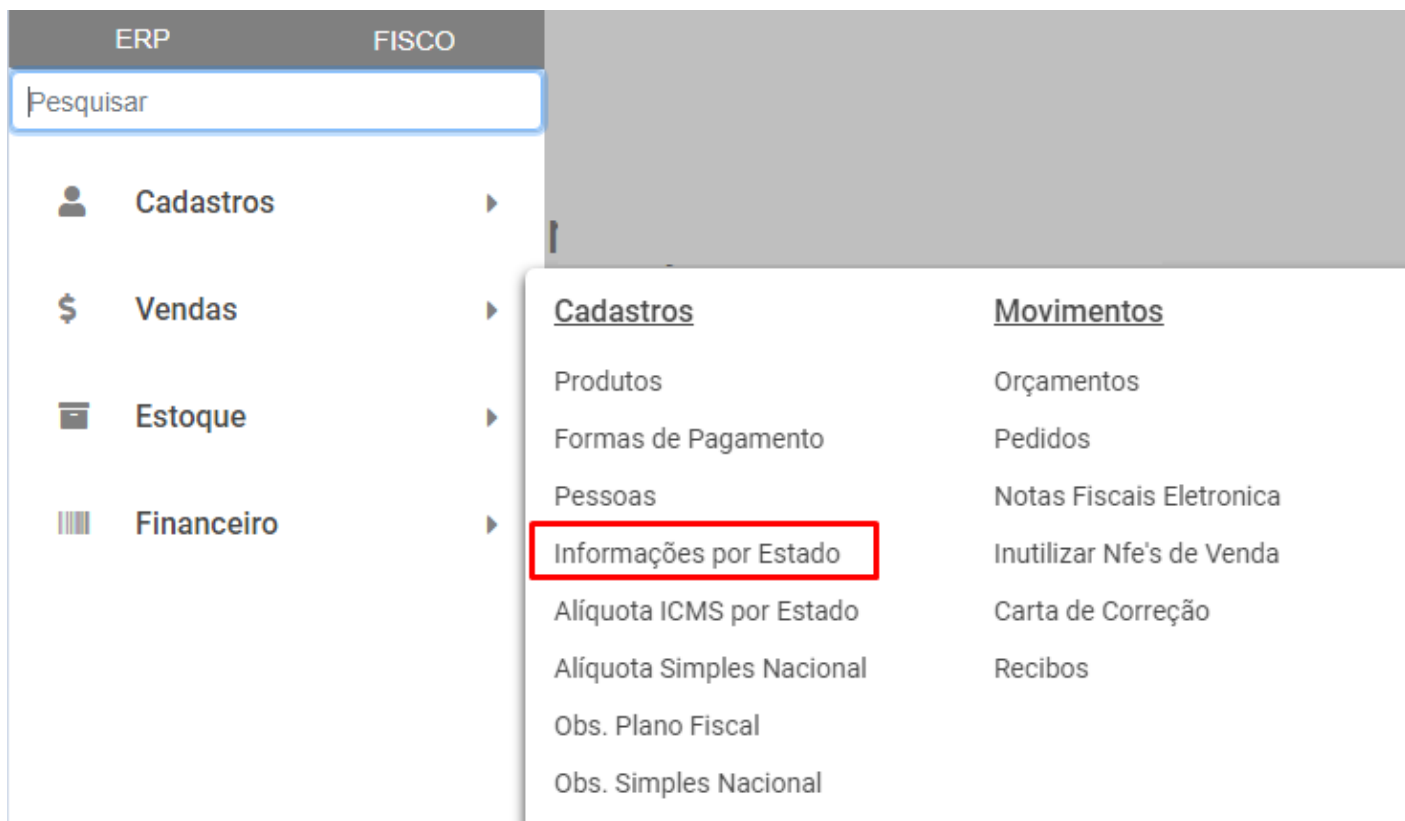 ERP FISCO
Pesquisar
Cadastros
Vendas
Estoque
Financeiro
Cadastros
Produtos
Formas de Pagamento
Pessoas
Informações por Estado
Alíquota ICMS por Estado
Alíquota Simples Nacional
Obs. Plano Fiscal
Obs. Simples Nacional
Movimentos
Orçamentos
Pedidos
Notas Fiscais Eletronica
Inutilizar Nfe's de Venda
Carta de Correção
Recibos